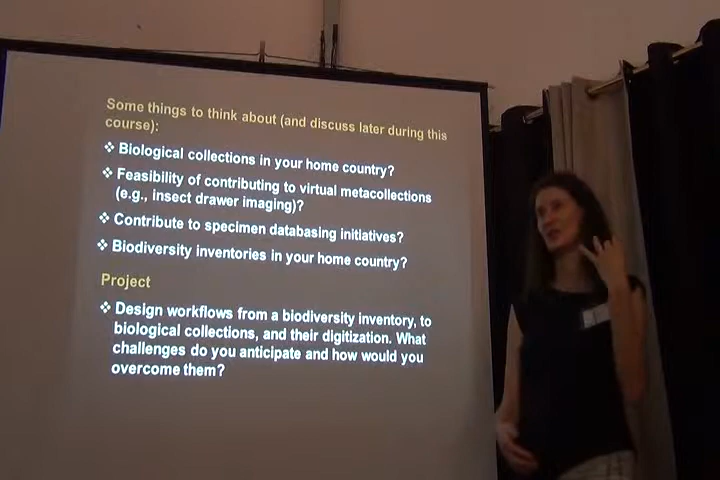 Some things to think about (and discuss later during this
course):
❖ Biological collections in your home country?
❖ Feasibility of contributing to virtual metacollections
(e.g., insect drawer imaging)?
❖ Contribute to specimen databasing initiatives?
❖ Biodiversity inventories in your home country?
Project
❖ Design workflows from a biodiversity inventory, to
biological collections, and their digitization. What
challenges do you anticipate and how would you
overcome them?